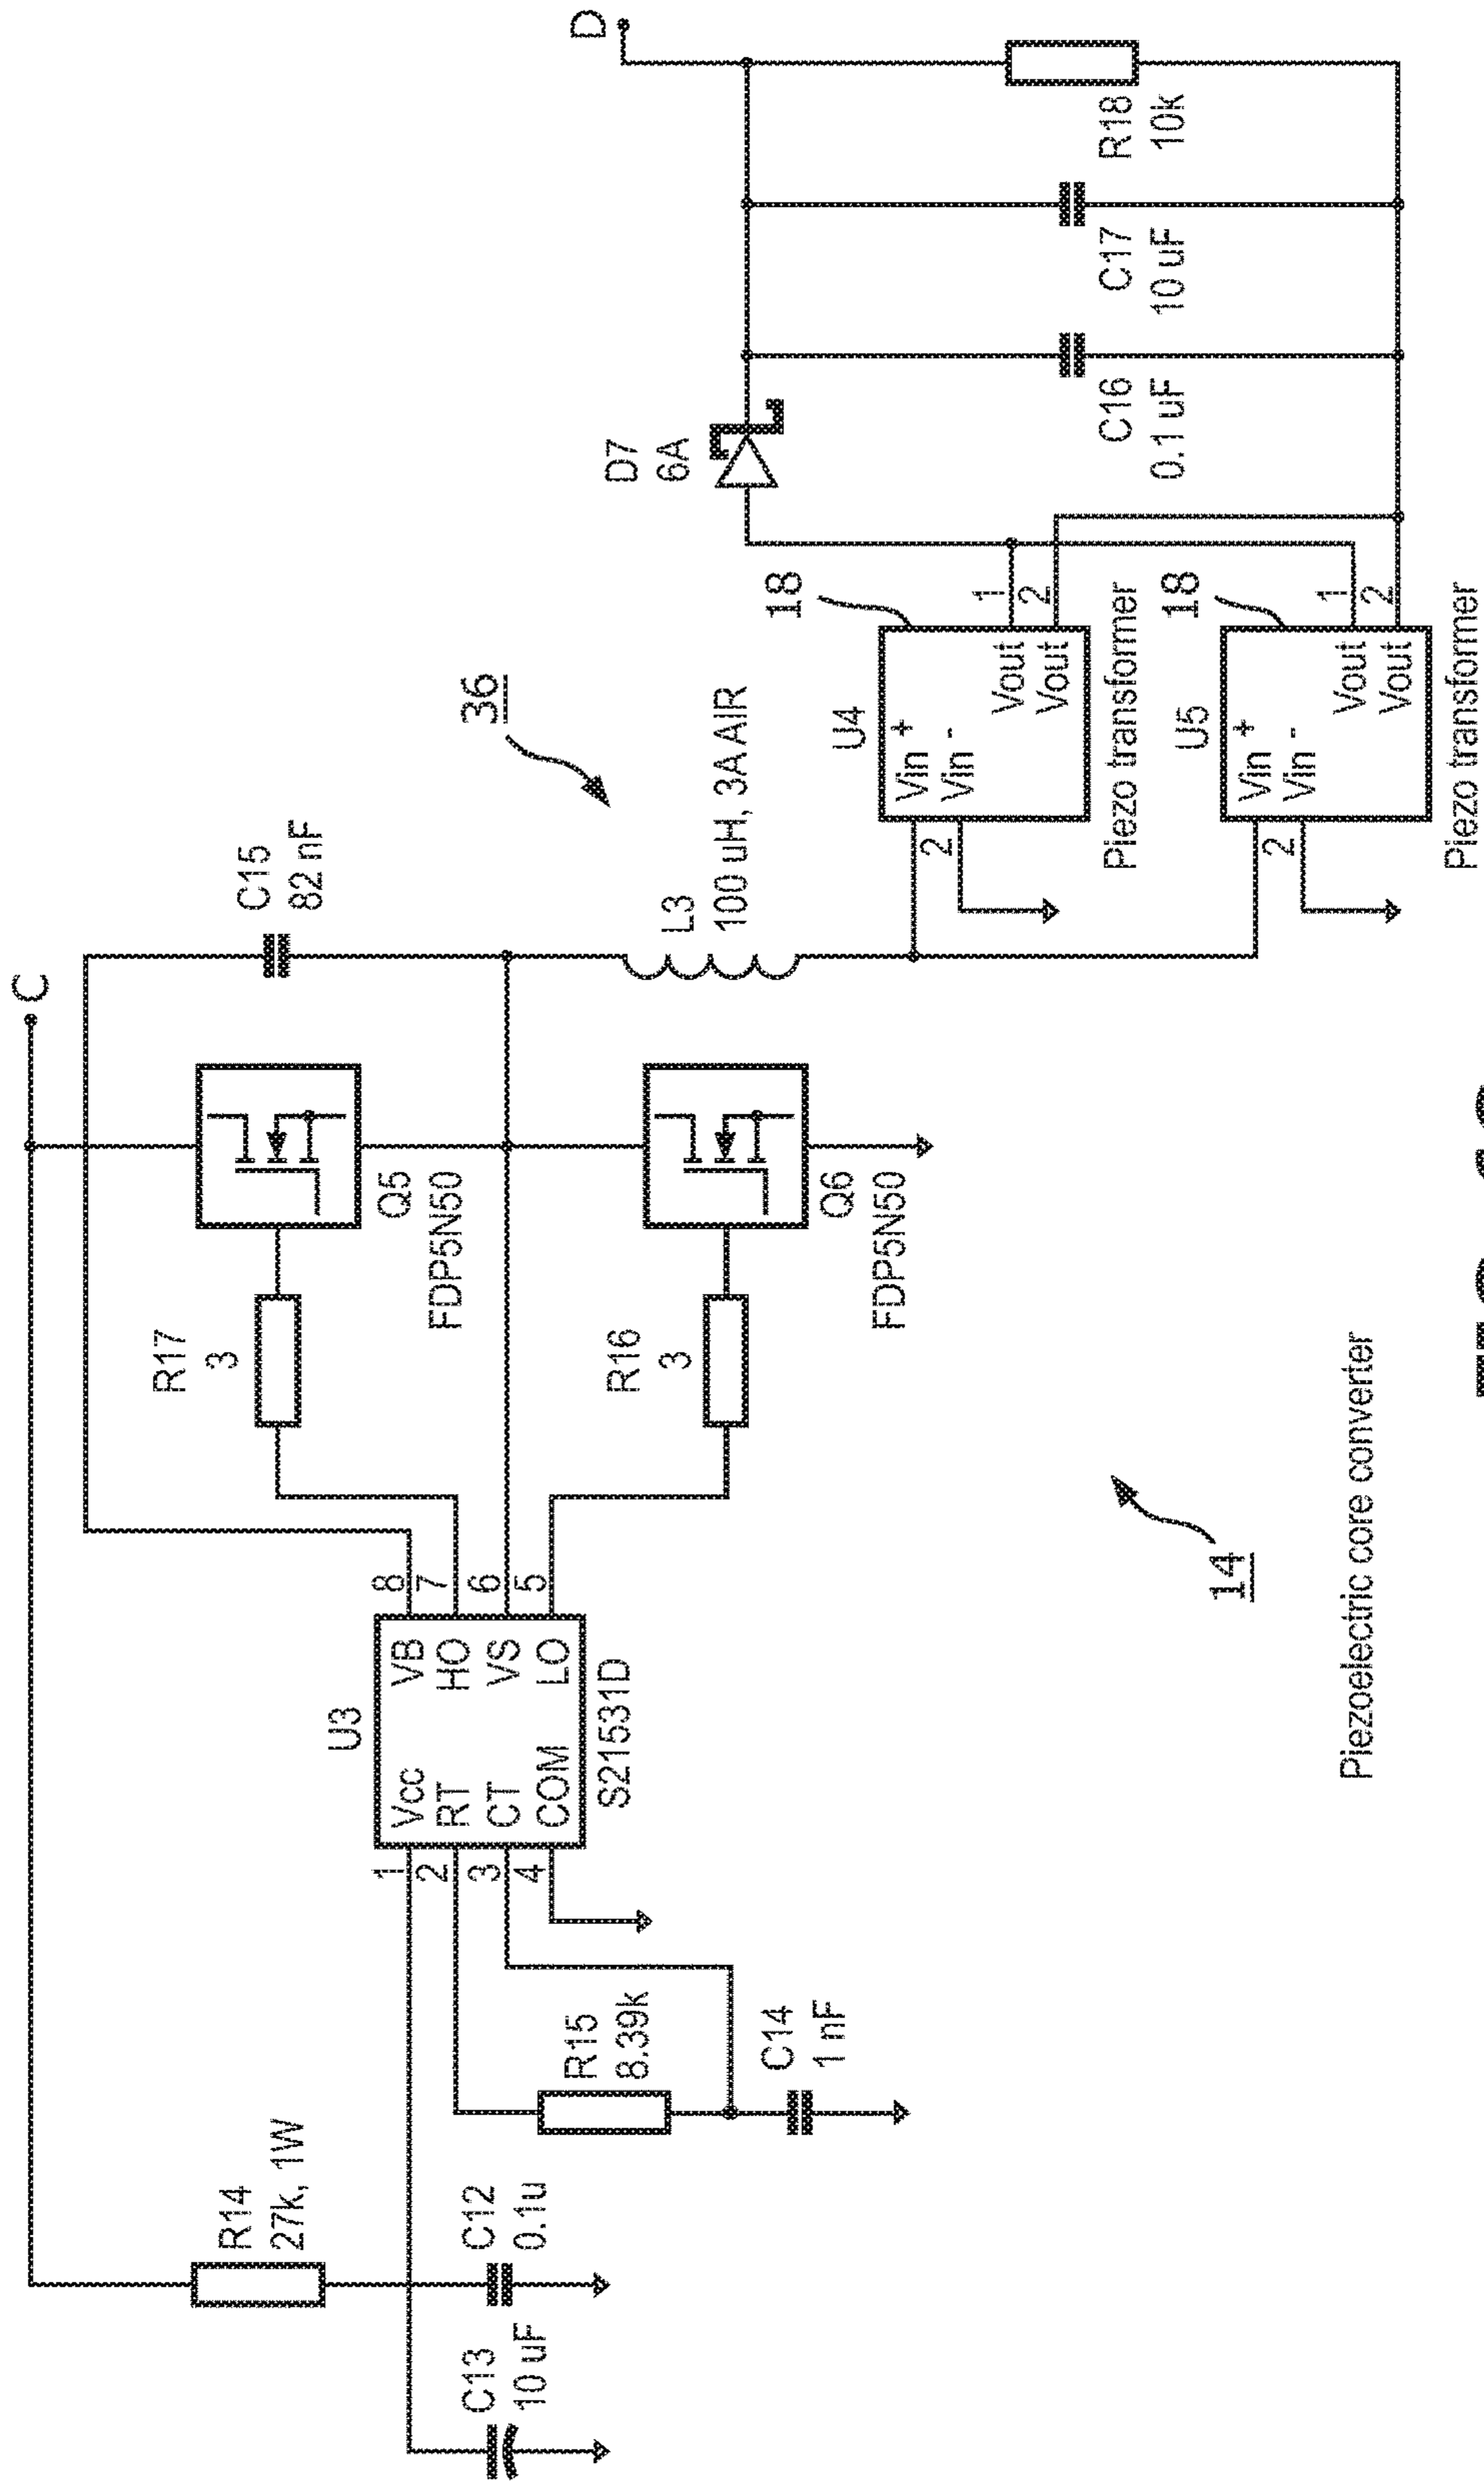 C
D
C15
82 nF
R17
3
Q5
FDP5N50
R14
27k, 1W
36
D7
6A
U3
8
7
6
5
1
2
3
4
Vcc
RT
CT
COM
VB
HO
VS
LO
S21531D
C13
10 uF
C12
0.1u
R15
8.39k
C14
1 nF
R16
3
Q6
FDP5N50
L3
100 uH, 3A AIR
18
U4
Vin +
Vin -
2
Vout
Vout
1
2
Piezo transformer
18
U5
Vin +
Vin -
2
Vout
Vout
1
2
Piezo transformer
C16
0.1 uF
C17
10 uF
R18
10k
14
Piezoelectric core converter